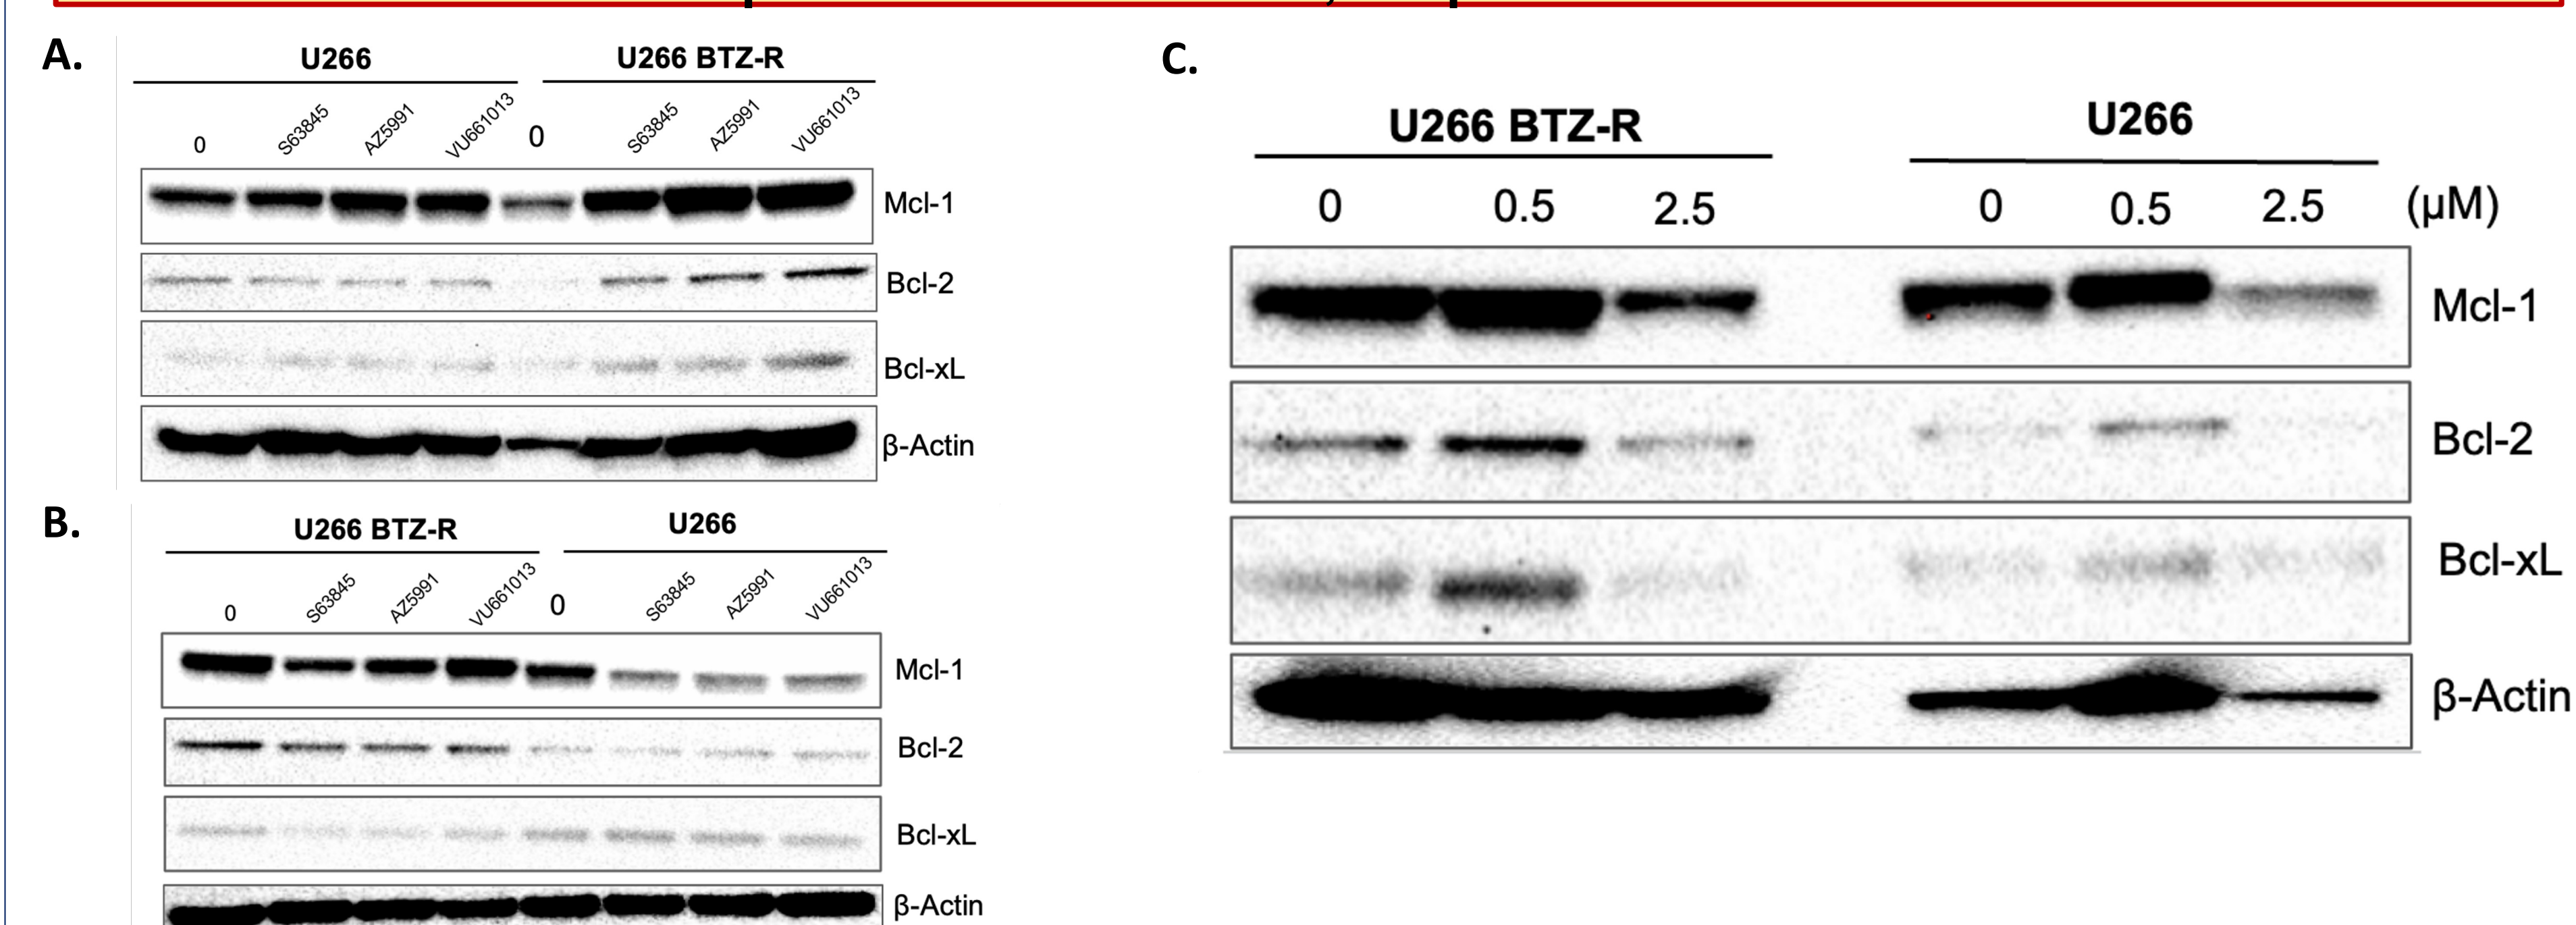 A.
U266 U266 BTZ-R
0 S63845 AZ5991 VU661013 0 S63845 AZ5991 VU661013
Mcl-1
Bcl-2
Bcl-xL
β-Actin
B.
U266 BTZ-R U266
0 S63845 AZ5991 VU661013 0 S63845 AZ5991 VU661013
Mcl-1
Bcl-2
Bcl-xL
β-Actin
C.
U266 BTZ-R U266
0 0.5 2.5 0 0.5 2.5 (μM)
Mcl-1
Bcl-2
Bcl-xL
β-Actin